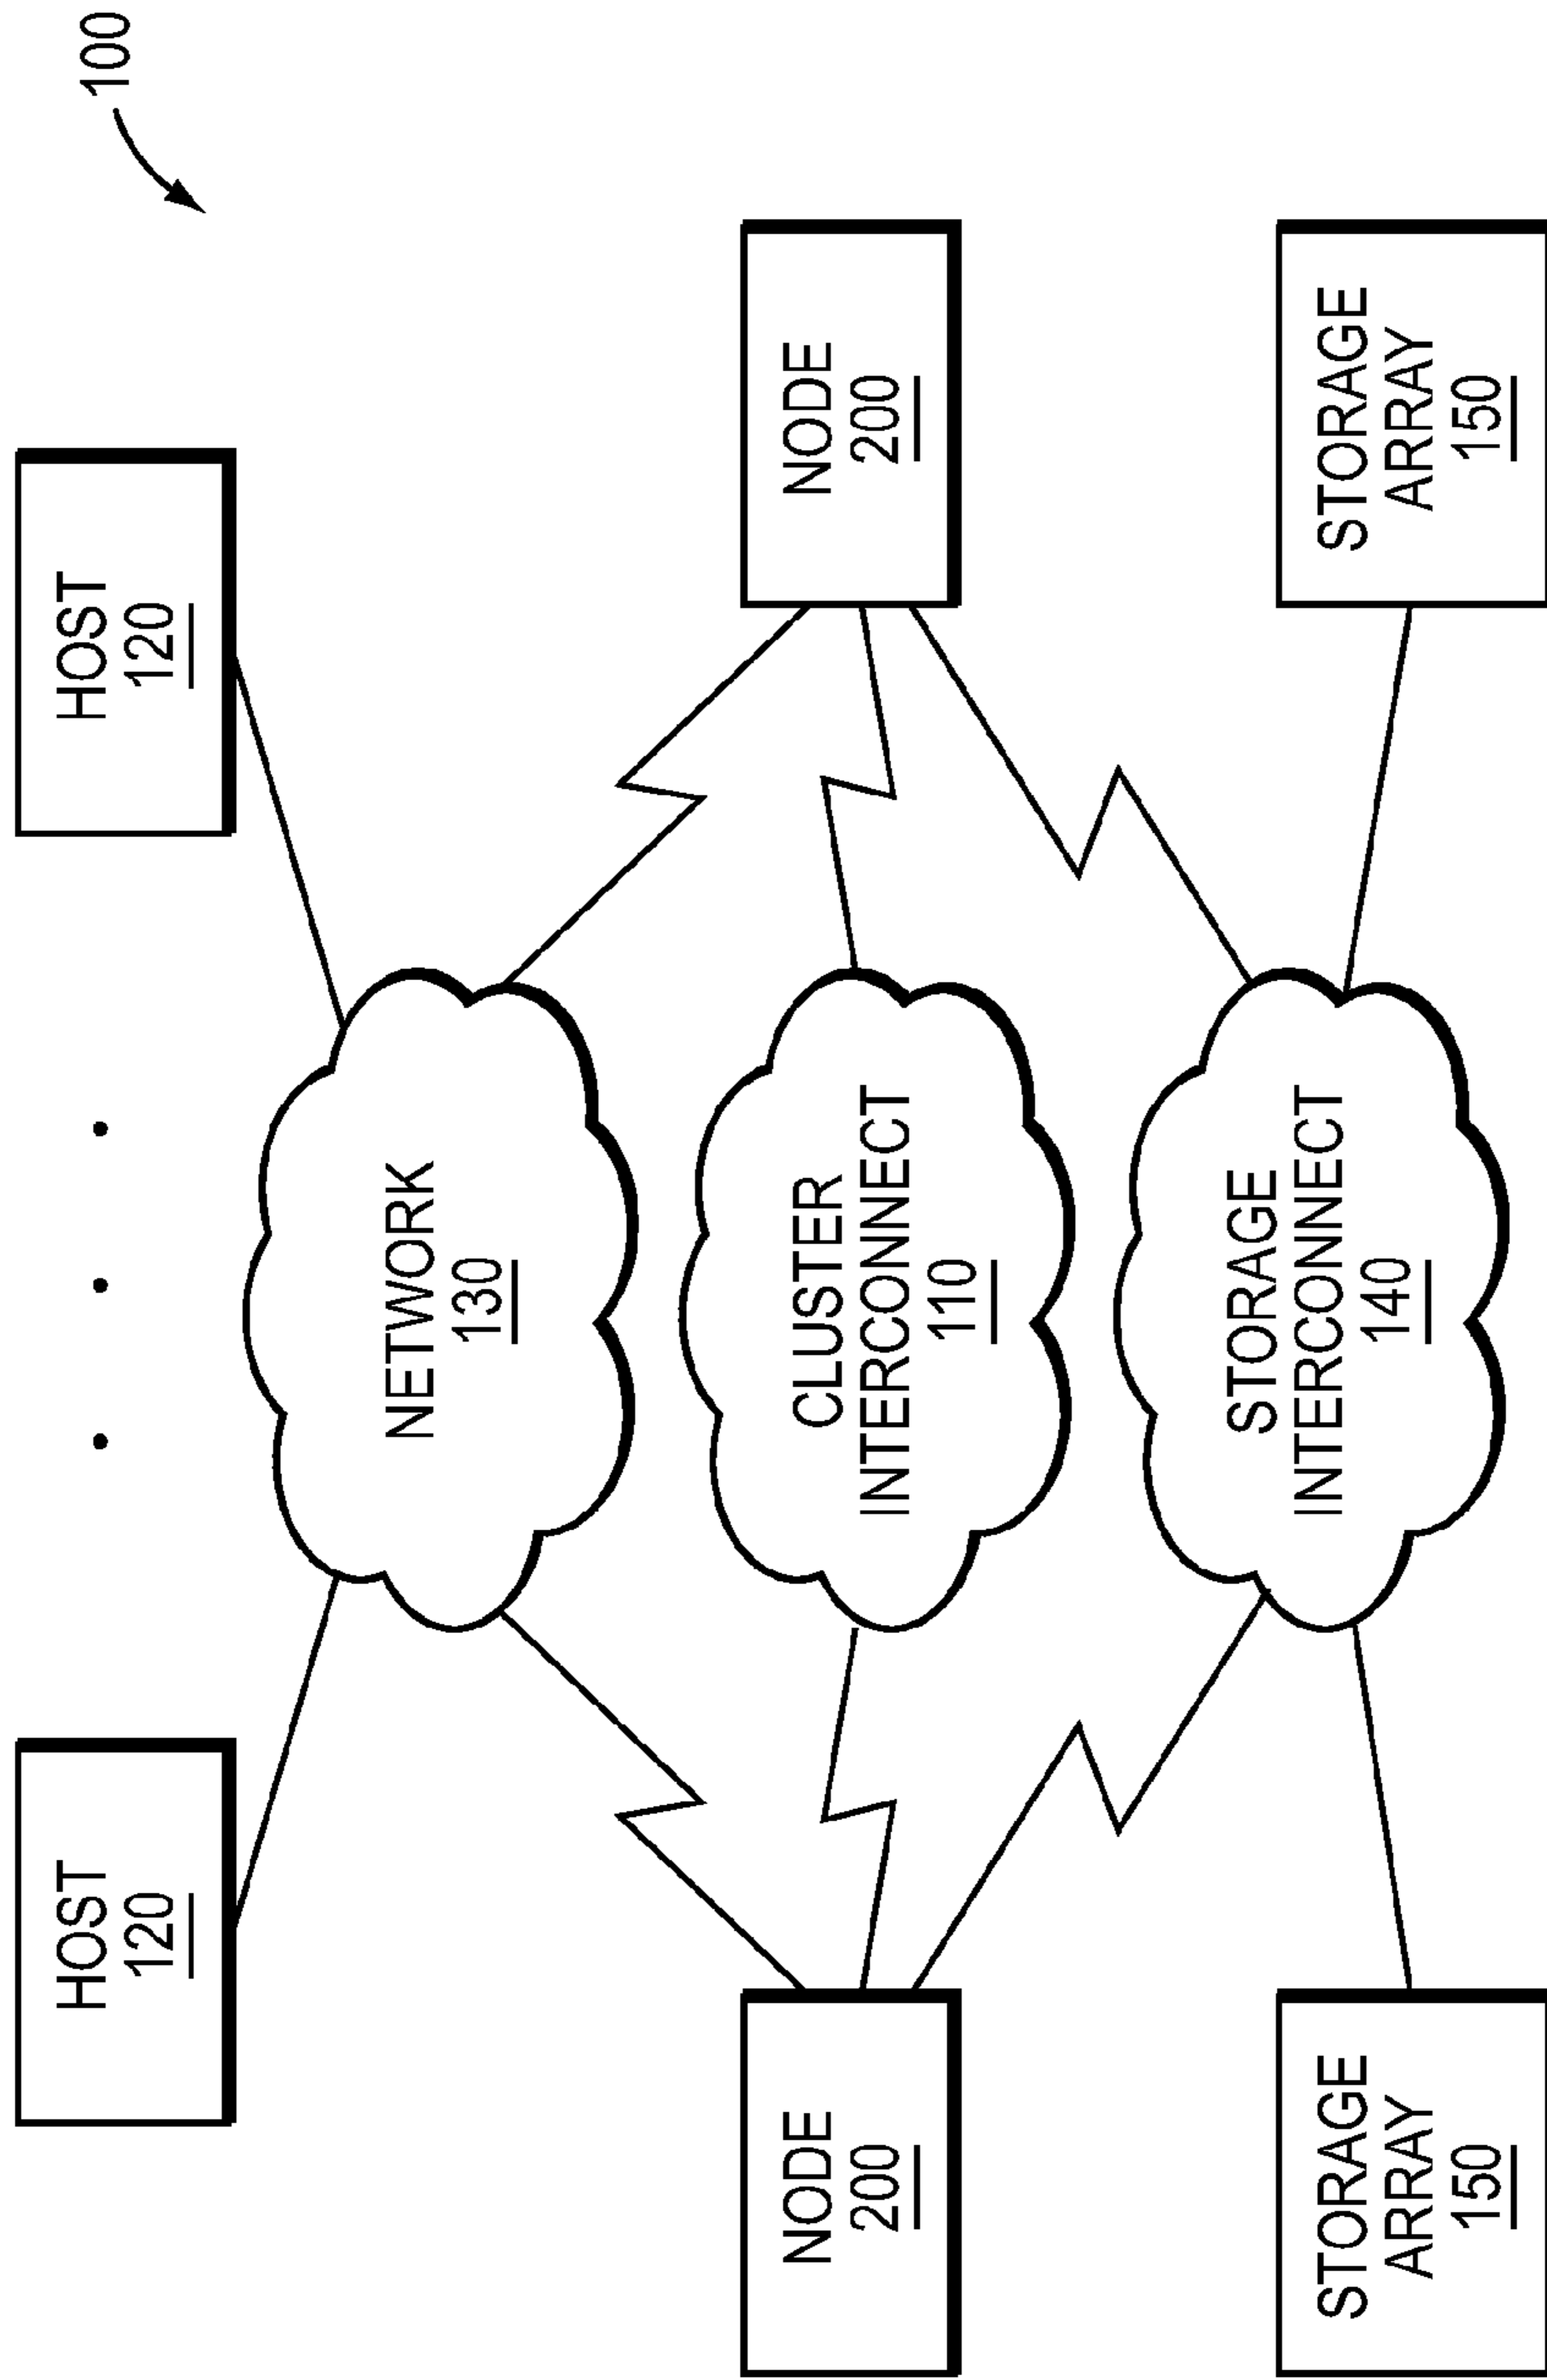 100
HOST
120
HOST
120
NETWORK
130
NODE
200
CLUSTER
INTERCONNECT
110
NODE
200
STORAGE
ARRAY
150
STORAGE
INTERCONNECT
140
STORAGE
ARRAY
150